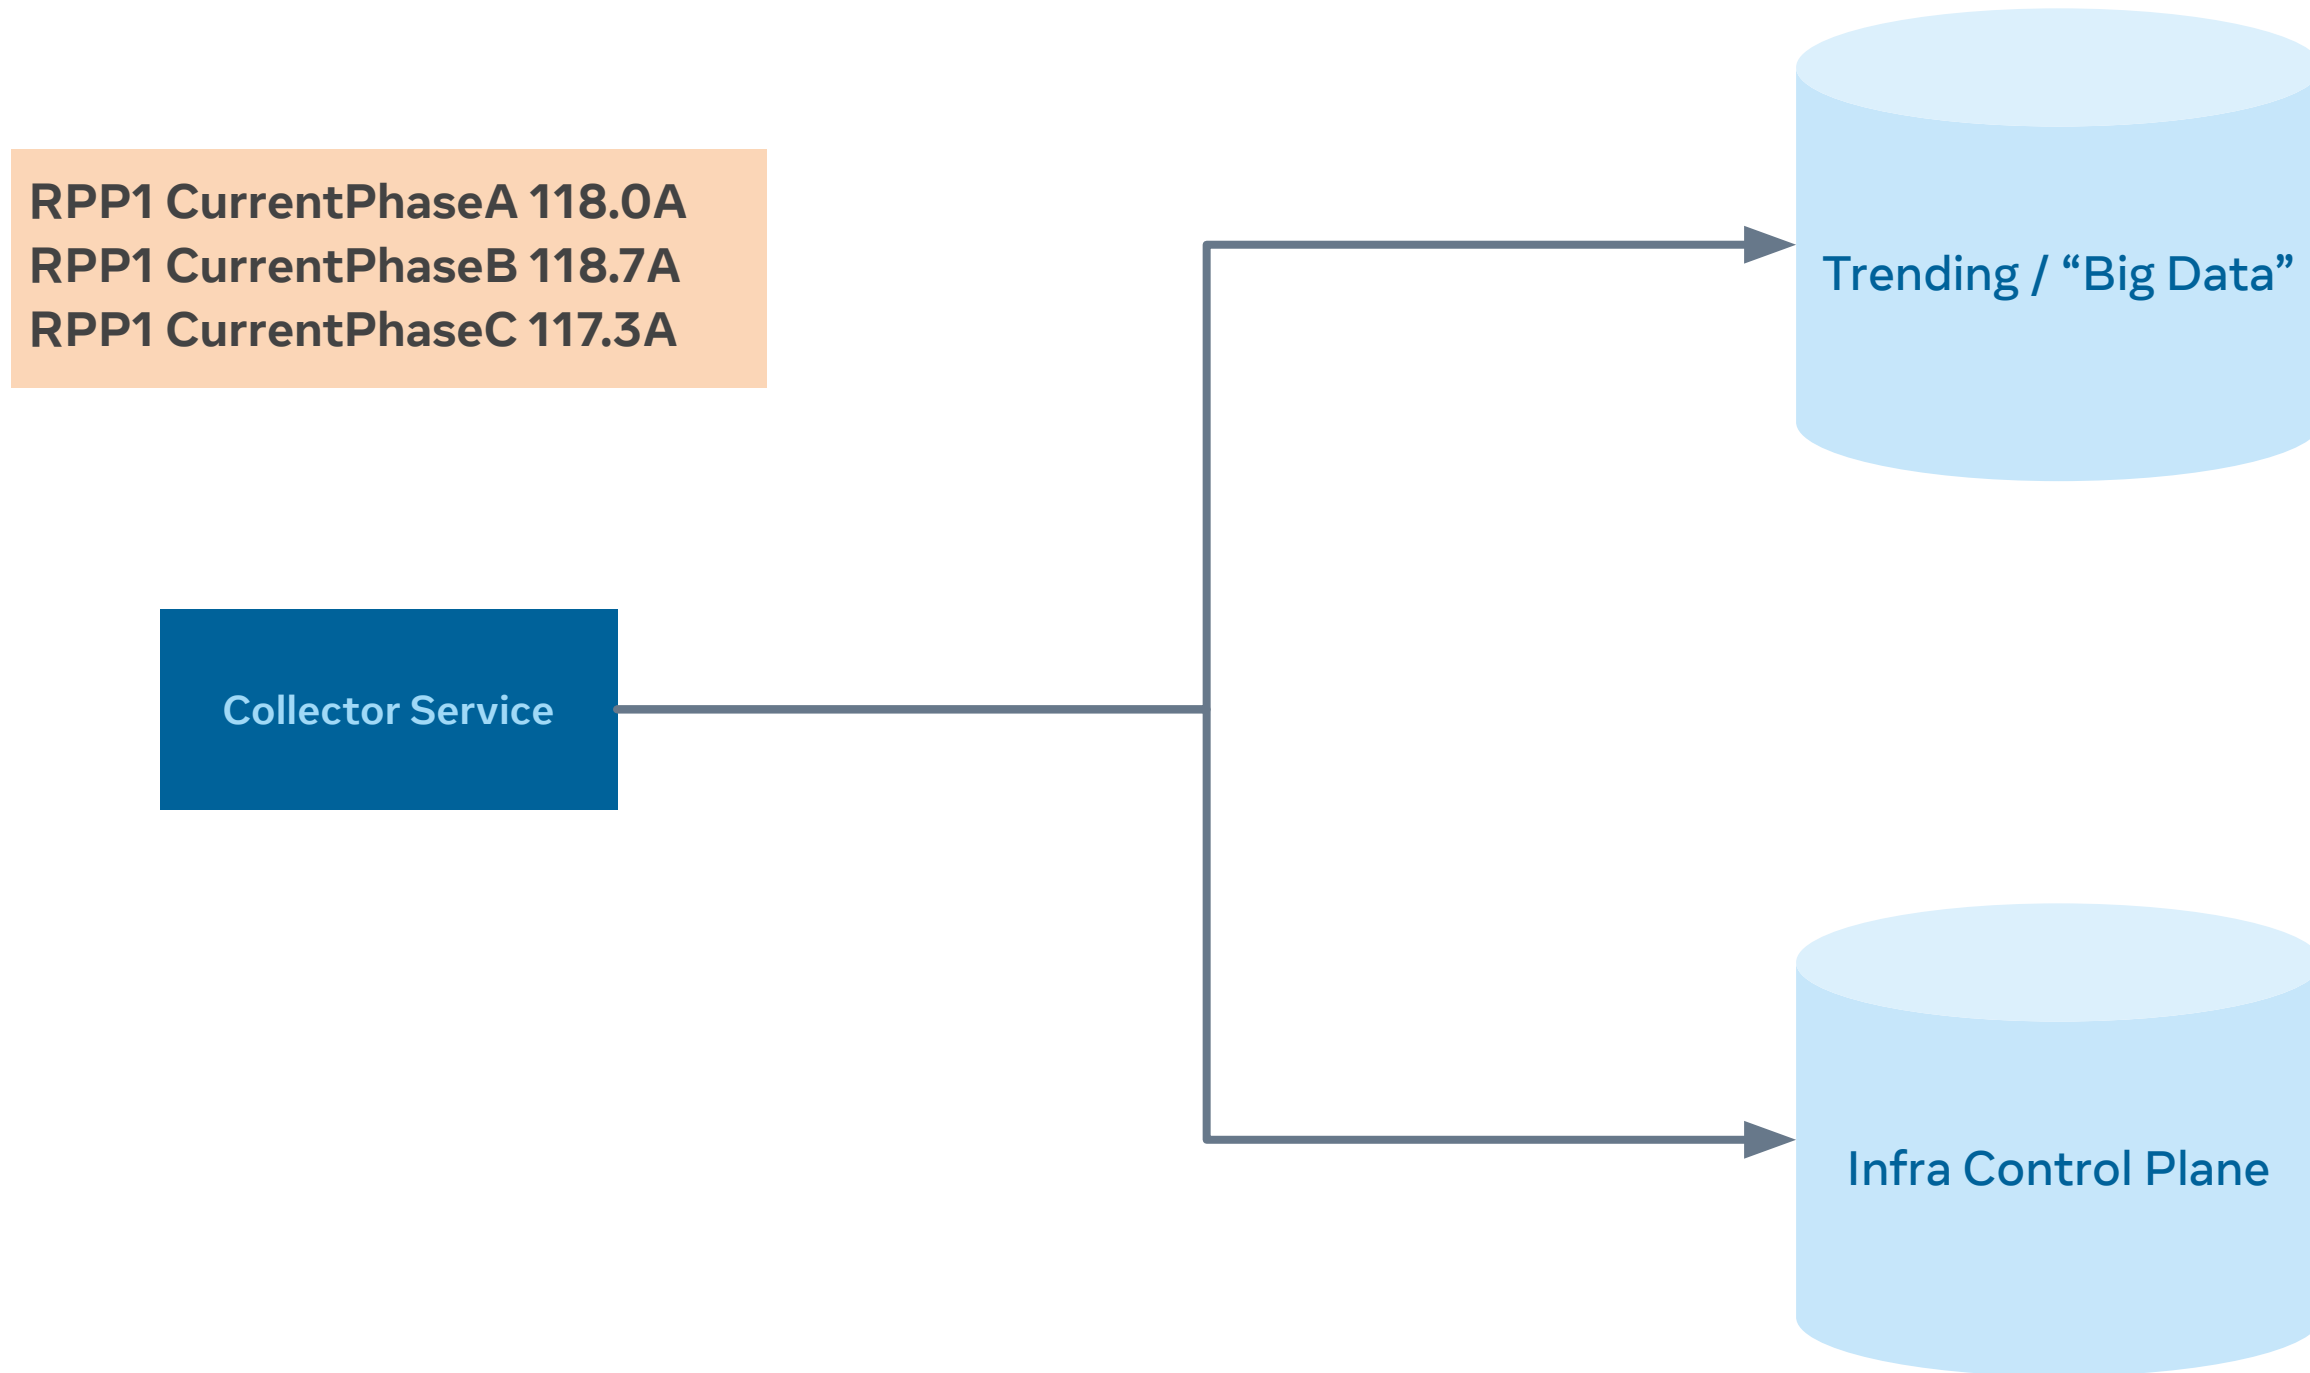 RPP1 CurrentPhaseA 118.0A
RPP1 CurrentPhaseB 118.7A
RPP1 CurrentPhaseC 117.3A
Trending / “Big Data”
Collector Service
Infra Control Plane